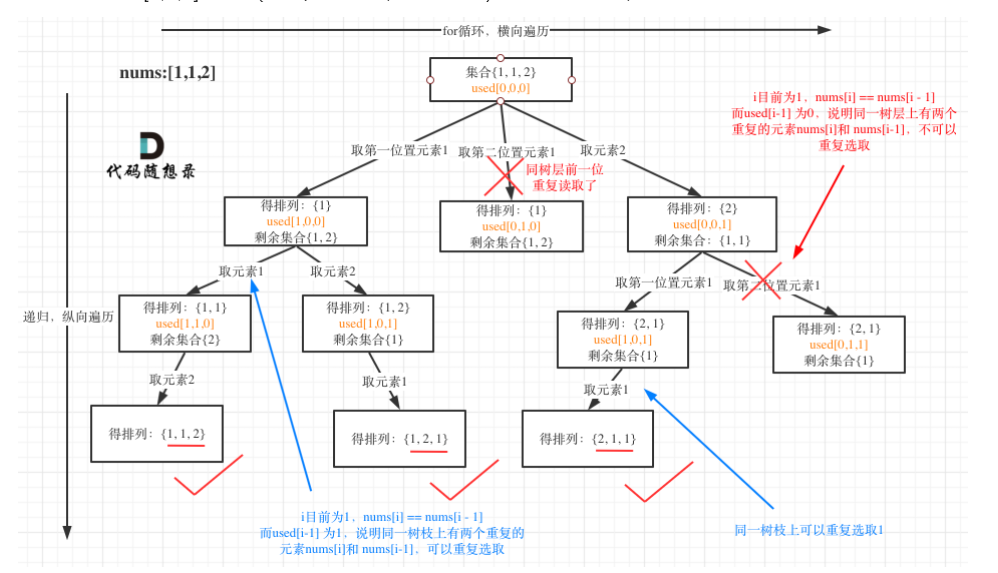 for循环，横向遍历
nums:[1,1,2]
集合{1, 1, 2}
used[0,0,0]
i目前为1，nums[i] == nums[i - 1]
而used[i-1] 为0，说明同一树层上有两个
重复的元素nums[i]和 nums[i-1]，不可以
重复选取
代码随想录
取第一位置元素1
取第二位置元素1
取元素2
同树层前一位
重复读取了
得排列：{1}
used[1,0,0]
剩余集合{1, 2}
得排列：{1}
used[0,1,0]
剩余集合{1, 2}
得排列：{2}
used[0,0,1]
剩余集合：{1, 1}
取元素1
取元素2
取第一位置元素1
取第二位置元素1
递归，纵向遍历
得排列：{1, 1}
used[1,1,0]
剩余集合{2}
得排列：{1, 2}
used[1,0,1]
剩余集合{1}
得排列：{2, 1}
used[1,0,1]
剩余集合{1}
得排列：{2, 1}
used[0,1,1]
剩余集合{1}
取元素2
取元素1
取元素1
得排列：{1, 1, 2}
得排列：{1, 2, 1}
得排列：{2, 1, 1}
i目前为1，nums[i] == nums[i - 1]
而used[i-1] 为1，说明同一树枝上有两个重复的
元素nums[i]和 nums[i-1]，可以重复选取
同一树枝上可以重复选取1